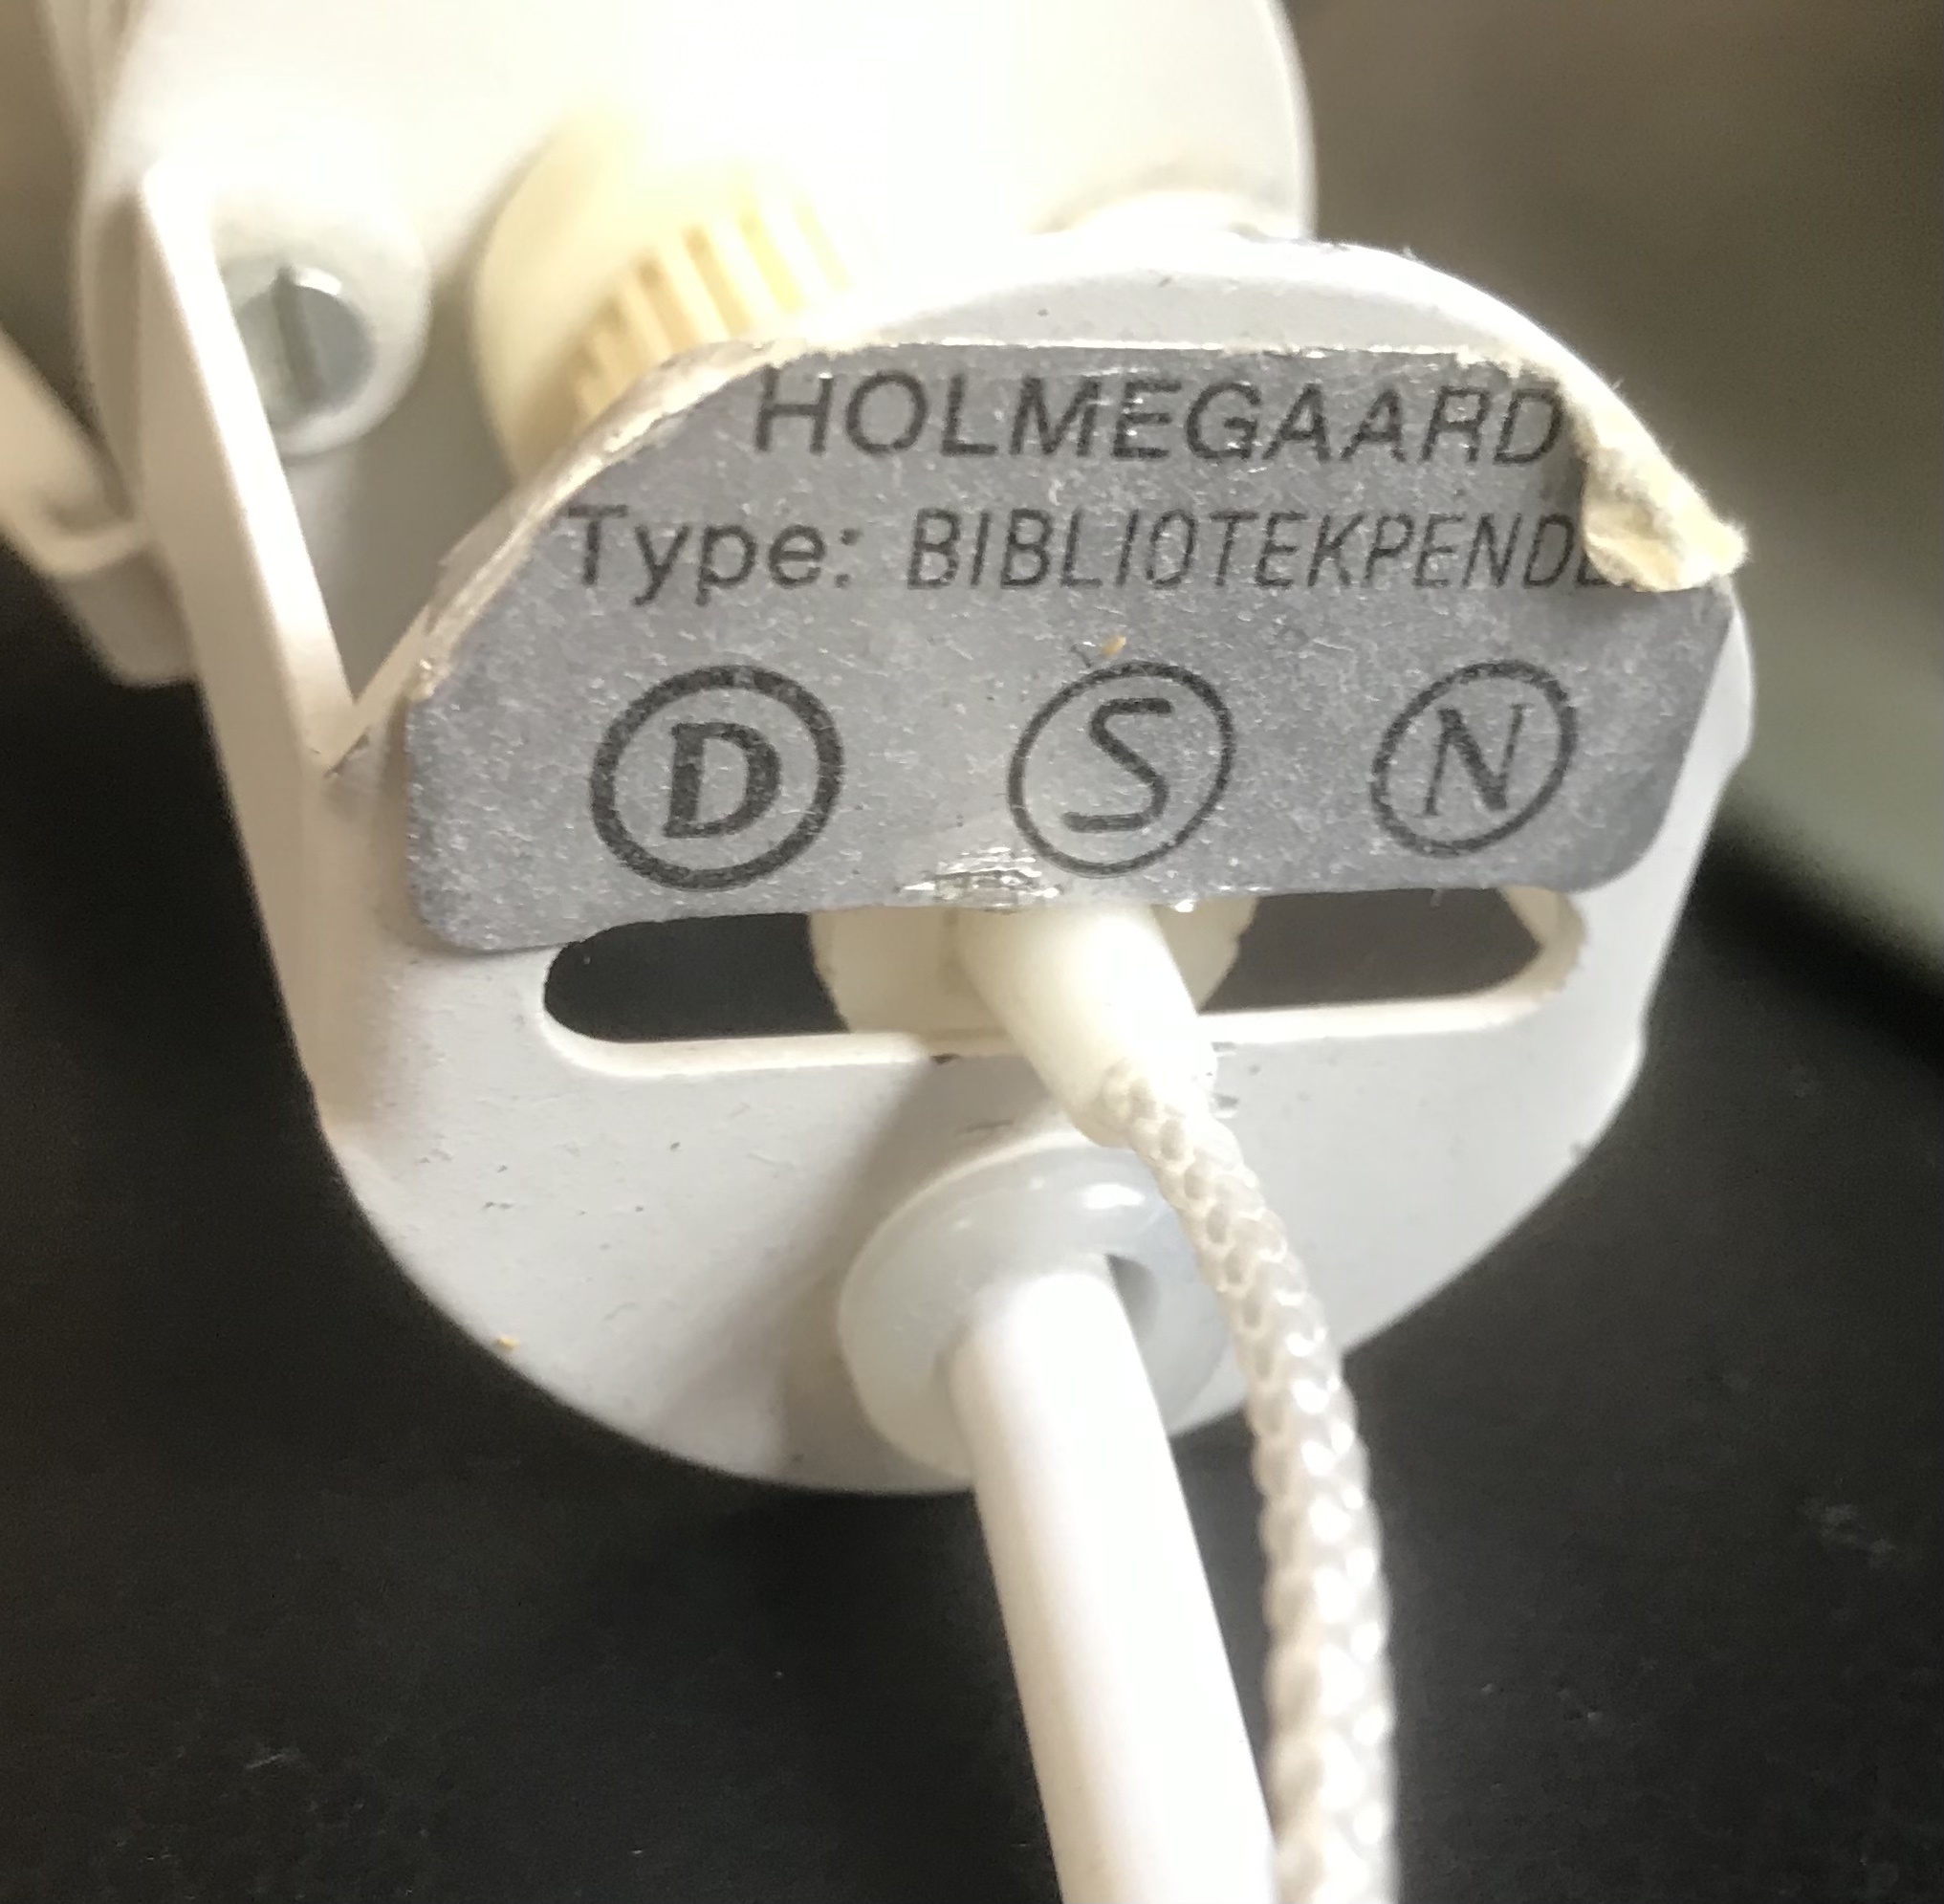 HOLMEGAARD
Type: BIBLIOTEKPENDE
D S N